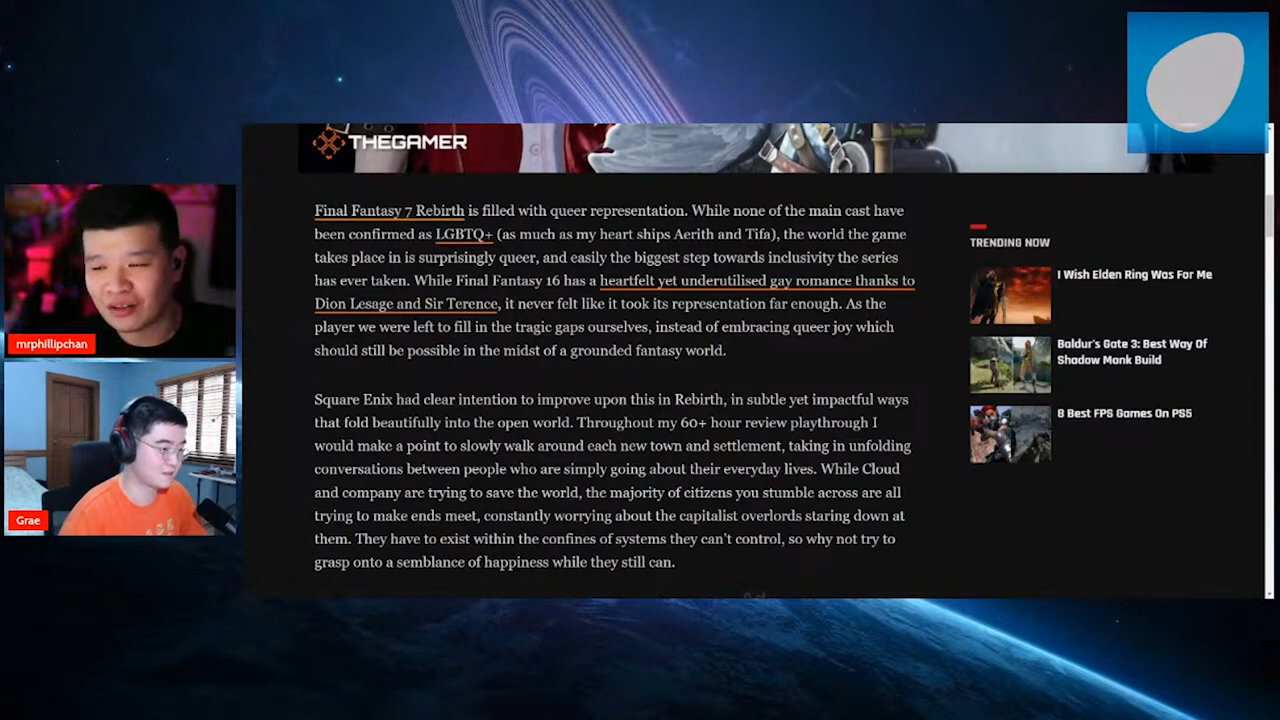 THEGAMER
Final Fantasy 7 Rebirth is filled with queer representation. While none of the main cast have
been confirmed as LGBTQ+ (as much as my heart ships Aerith and Tifa), the world the game
takes place in is surprisingly queer, and easily the biggest step towards inclusivity the series
has ever taken. While Final Fantasy 16 has a heartfelt yet underutilised gay romance thanks to
Dion Lesage and Sir Terence, it never felt like it took its representation far enough. As the
player we were left to fill in the tragic gaps ourselves, instead of embracing queer joy which
should still be possible in the midst of a grounded fantasy world.
Square Enix had clear intention to improve upon this in Rebirth, in subtle yet impactful ways
that fold beautifully into the open world. Throughout my 60+ hour review playthrough I
would make a point to slowly walk around each new town and settlement, taking in unfolding
conversations between people who are simply going about their everyday lives. While Cloud
and company are trying to save the world, the majority of citizens you stumble across are all
trying to make ends meet, constantly worrying about the capitalist overlords staring down at
them. They have to exist within the confines of systems they can't control, so why not try to
grasp onto a semblance of happiness while they still can.
TRENDING NOW
I Wish Elden Ring Was For Me
Baldur's Gate 3: Best Way Of
Shadow Monk Build
8 Best FPS Games On PS5
mrphillipchan
Grae